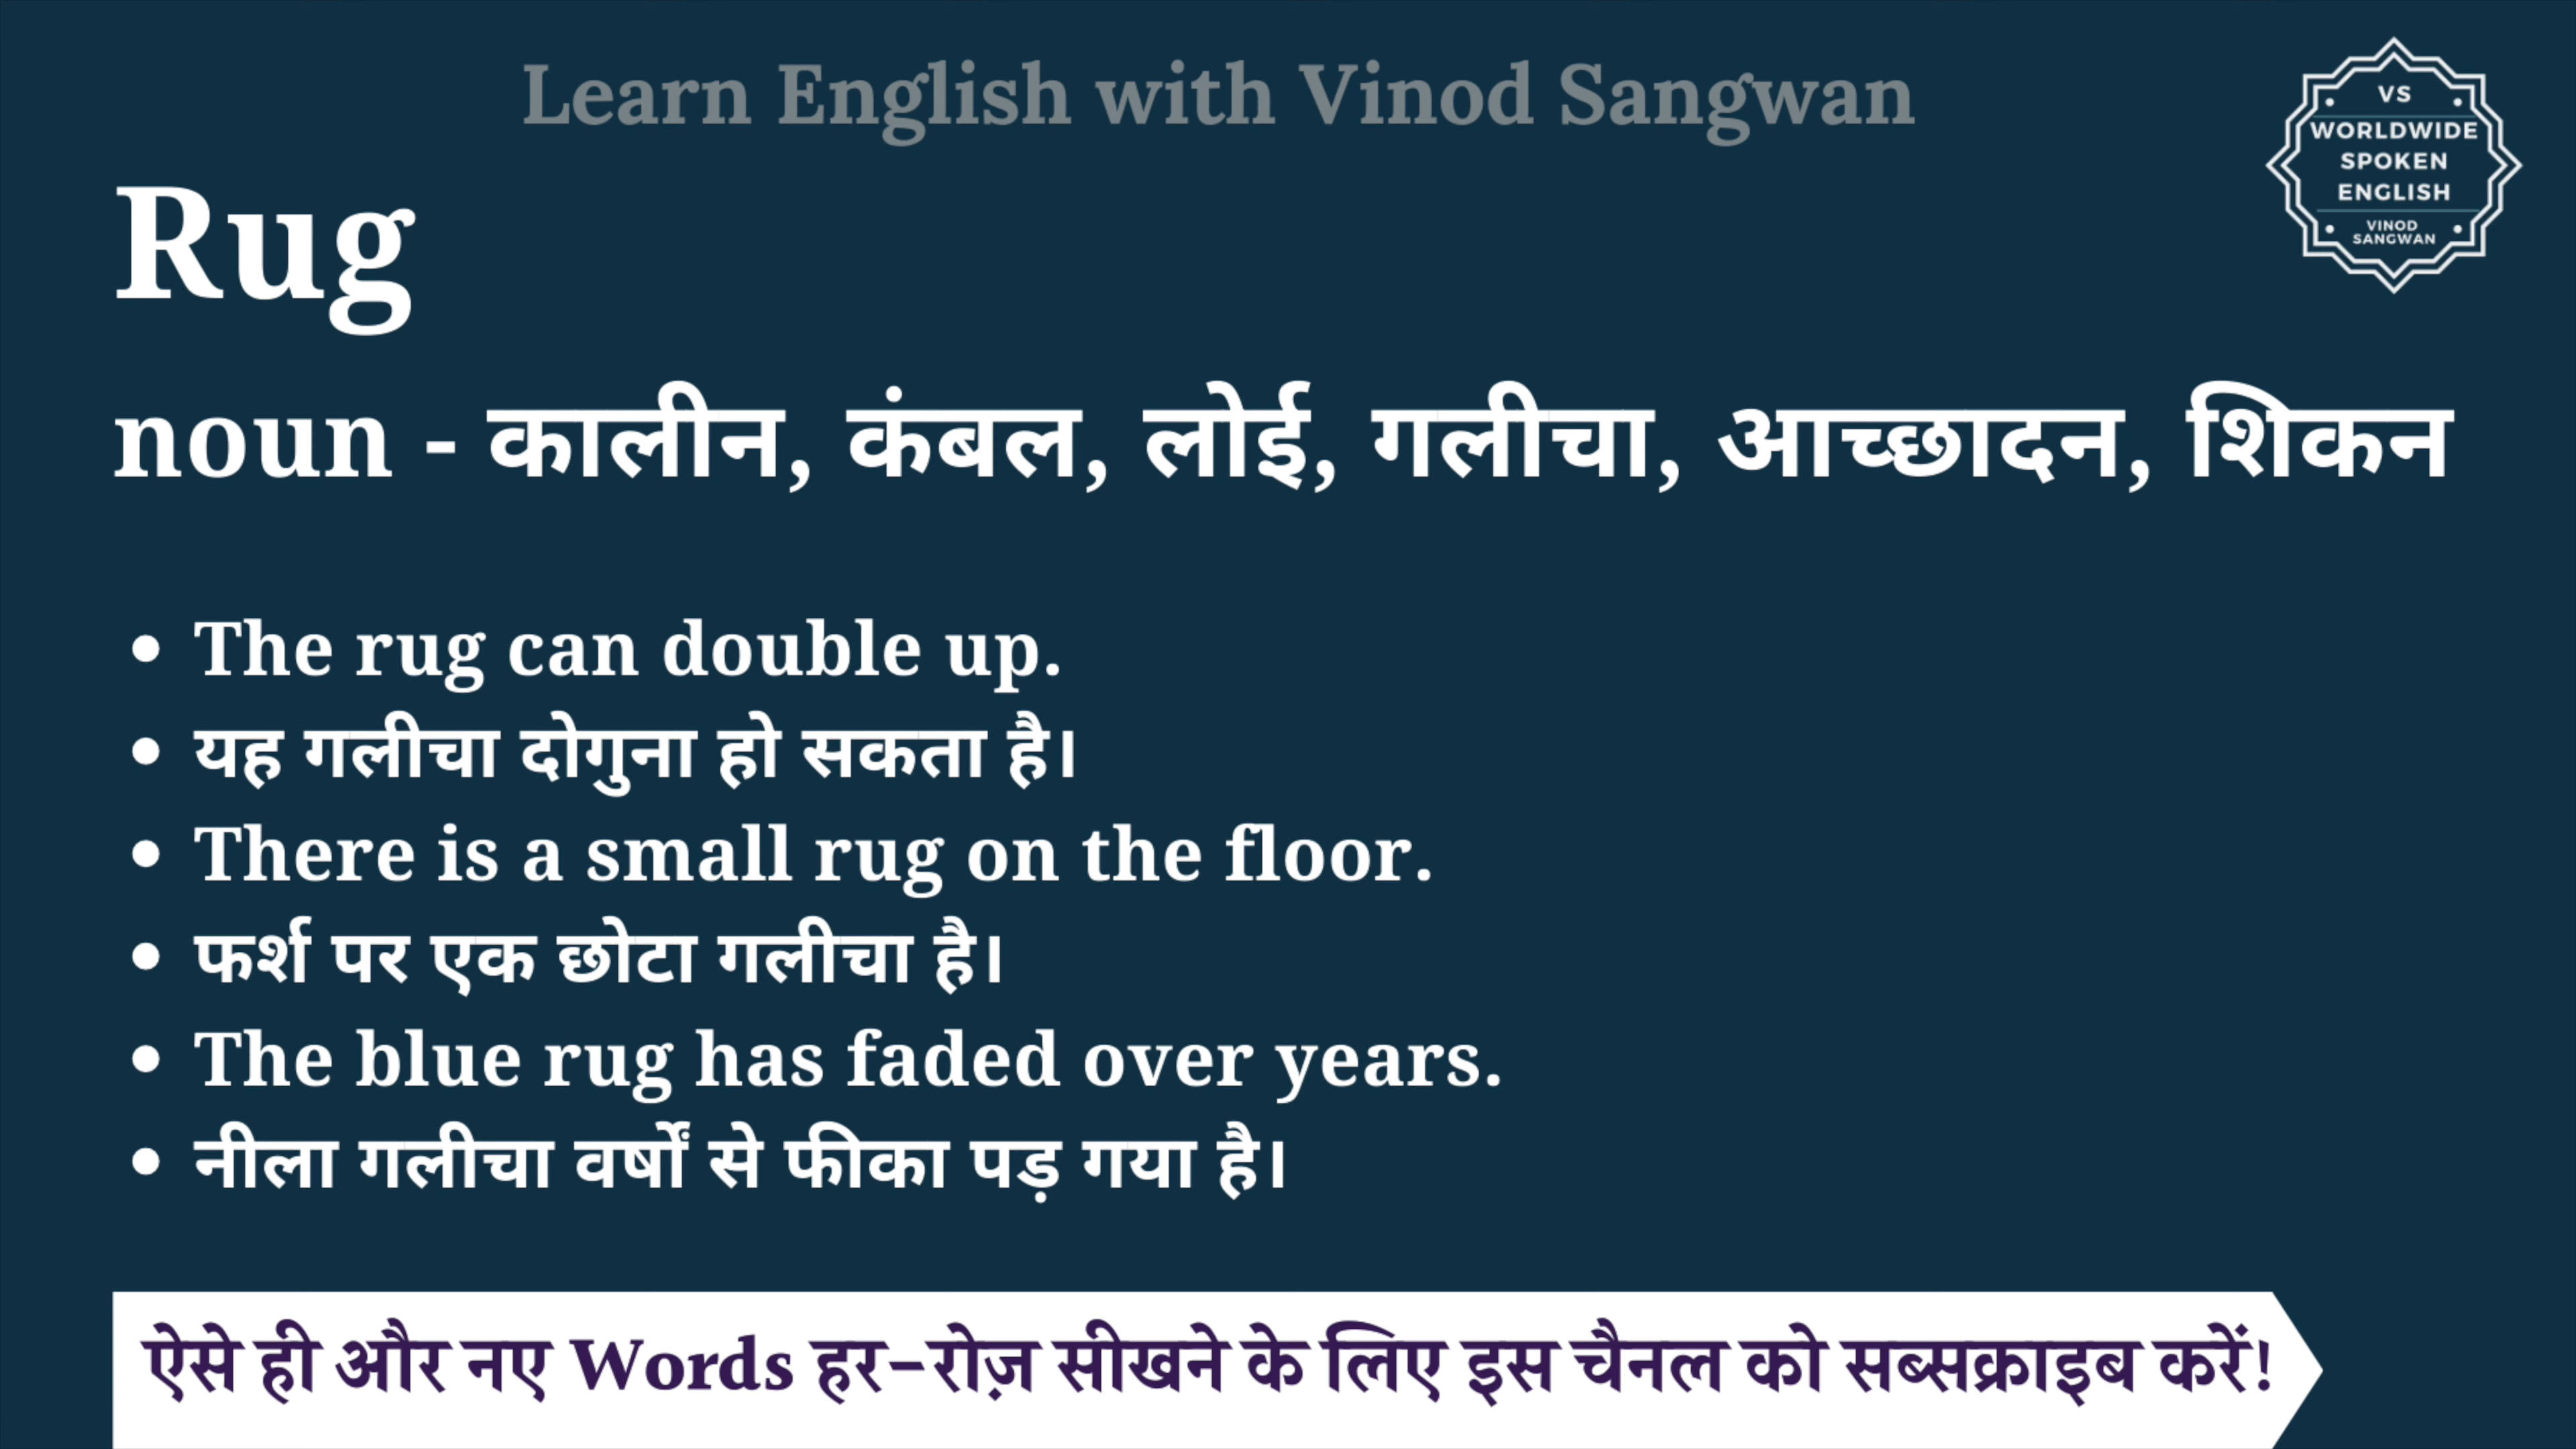 Learn English with Vinod Sangwan
VS
WORLDWIDE
SPOKEN
ENGLISH
VINOD
SANGWAN
Rug
noun - कालीन, कंबल, लोई, गलीचा, आच्छादन, शिकन
• The rug can double up.
• यह गलीचा दोगुना हो सकता है।
• There is a small rug on the floor.
• फर्श पर एक छोटा गलीचा है।
• The blue rug has faded over years.
• नीला गलीचा वर्षों से फीका पड़ गया है।
ऐसे ही और नए Words हर-रोज़ सीखने के लिए इस चैनल को सब्सक्राइब करें!